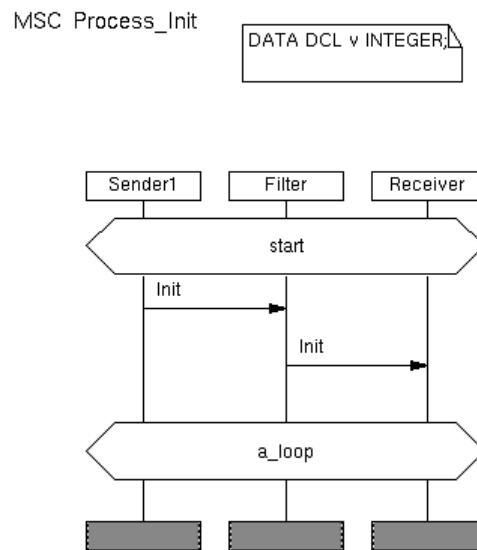 MSC Process_Init
DATA DCL v INTEGER;
Sender1 Filter Receiver
start
Init
Init
a_loop